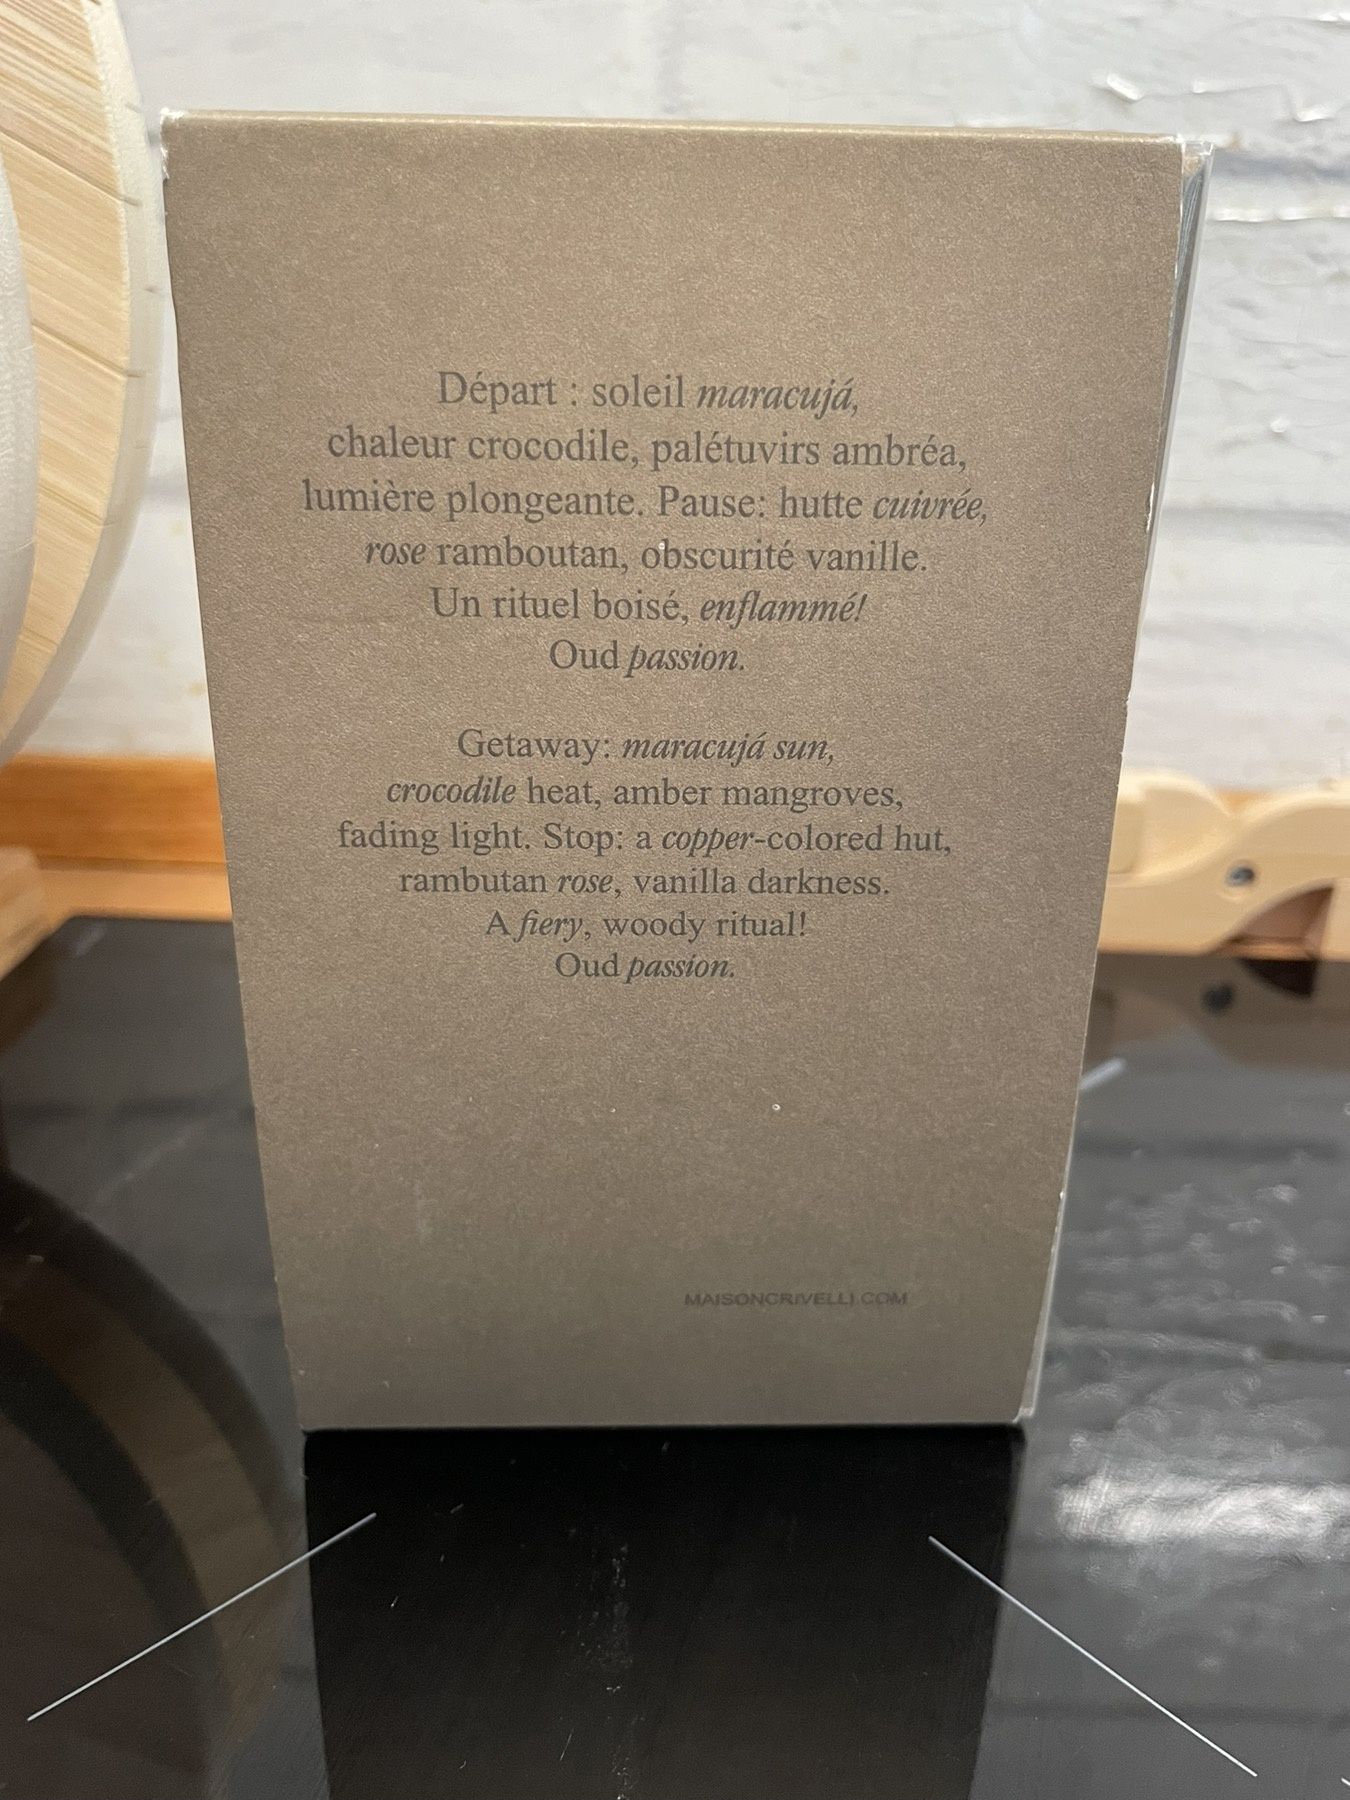 Départ : soleil maracujá,
chaleur crocodile, palétuvirs ambréa,
lumière plongeante. Pause: hutte cuivrée,
rose ramboutan, obscurité vanille.
Un rituel boisé, enflammé!
Oud passion.
Getaway: maracujá sun,
crocodile heat, amber mangroves,
fading light. Stop: a copper-colored hut,
rambutan rose, vanilla darkness.
A fiery, woody ritual!
Oud passion.
MAISONCRIVELLI.COM